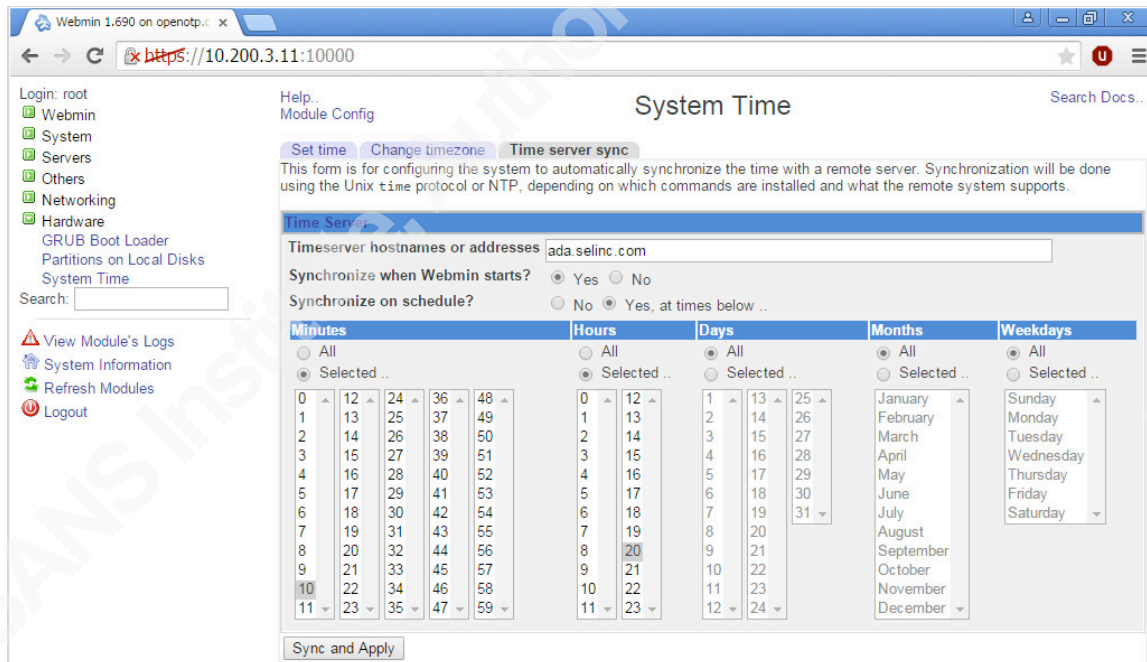 Webmin 1.690 on openotp.c
https://10.200.3.11:10000
Login: root
Webmin
System
Servers
Others
Networking
Hardware
GRUB Boot Loader
Partitions on Local Disks
System Time
Search:
View Module's Logs
System Information
Refresh Modules
Logout
Help..
Module Config
System Time
Search Docs..
Set time Change timezone Time server sync
This form is for configuring the system to automatically synchronize the time with a remote server. Synchronization will be done
using the Unix time protocol or NTP, depending on which commands are installed and what the remote system supports.
Time Server
Timeserver hostnames or addresses ada.selinc.com
Synchronize when Webmin starts? Yes No
Synchronize on schedule? No Yes, at times below ..
Minutes Hours Days Months Weekdays
All All All All All
Selected .. Selected .. Selected .. Selected .. Selected ..
0 12 24 36 48 0 12 1 13 25 January Sunday
1 13 25 37 49 1 13 2 14 26 February Monday
2 14 26 38 50 2 14 3 15 27 March Tuesday
3 15 27 39 51 3 15 4 16 28 April Wednesday
4 16 28 40 52 4 16 5 17 29 May Thursday
5 17 29 41 53 5 17 6 18 30 June Friday
6 18 30 42 54 6 18 7 19 31 July Saturday
7 19 31 43 55 7 19 8 20 August
8 20 32 44 56 8 20 9 21 September
9 21 33 45 57 9 21 10 22 October
10 22 34 46 58 10 22 11 23 November
11 23 35 47 59 11 23 12 24 December
Sync and Apply